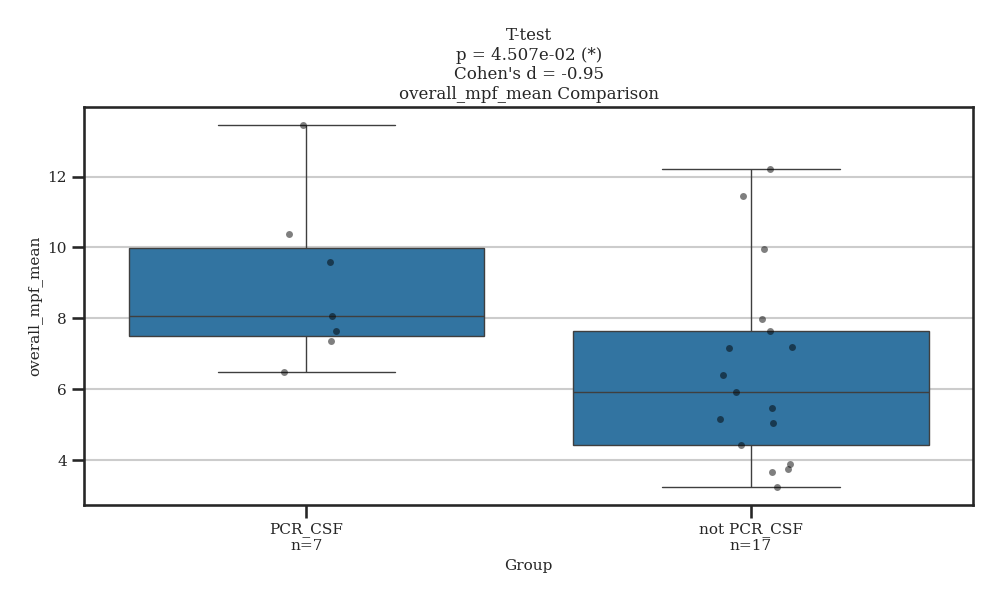 T-test
p = 4.507e-02 (*)
Cohen's d = -0.95
overall_mpf_mean Comparison
overall_mpf_mean
12
10
8
6
4
PCR_CSF
n=7
not PCR_CSF
n=17
Group